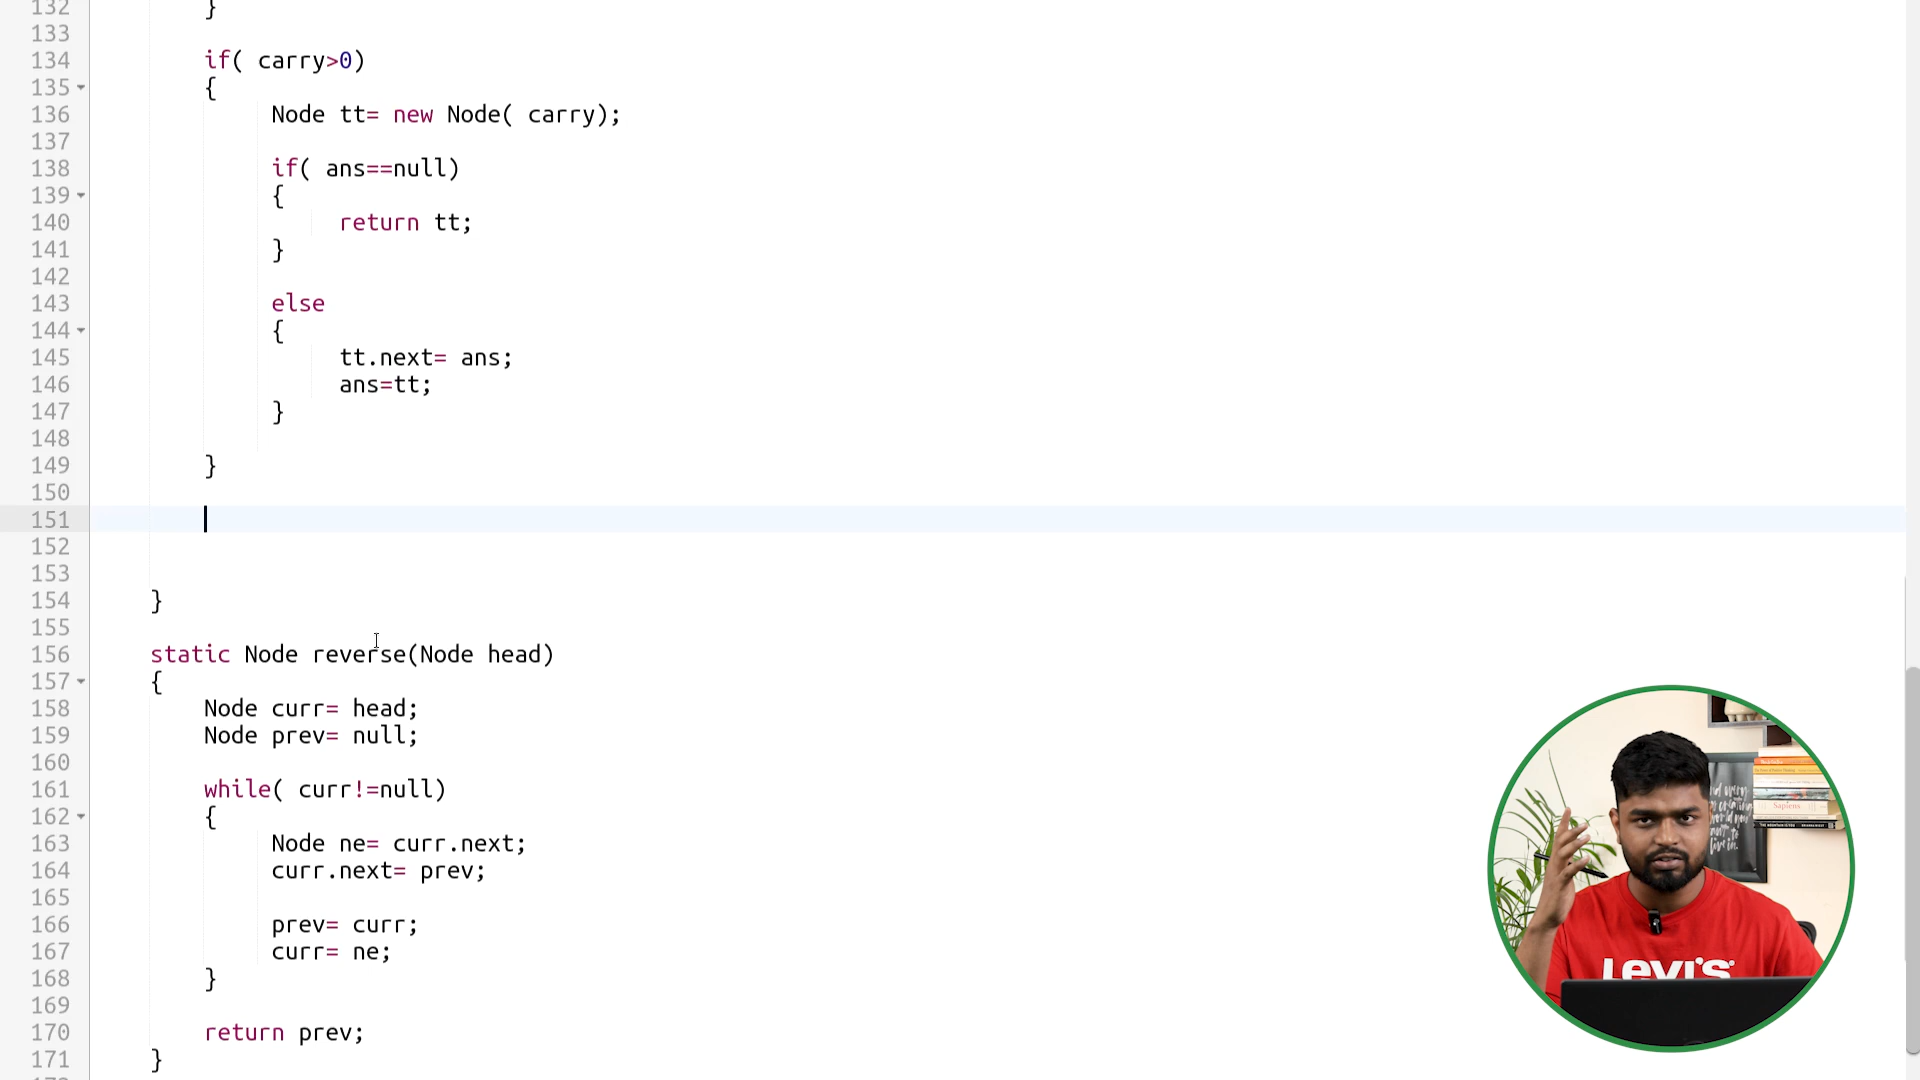 132 }
133
134 if( carry>0)
135 {
136 Node tt= new Node( carry);
137
138 if( ans==null)
139 {
140 return tt;
141 }
142
143 else
144 {
145 tt.next= ans;
146 ans=tt;
147 }
148
149 }
150
151
152
153
154 }
155
156 static Node reverse(Node head)
157 {
158 Node curr= head;
159 Node prev= null;
160
161 while( curr!=null)
162 {
163 Node ne= curr.next;
164 curr.next= prev;
165
166 prev= curr;
167 curr= ne;
168 }
169
170 return prev;
171 }
Sapiens
live in.
Levi's